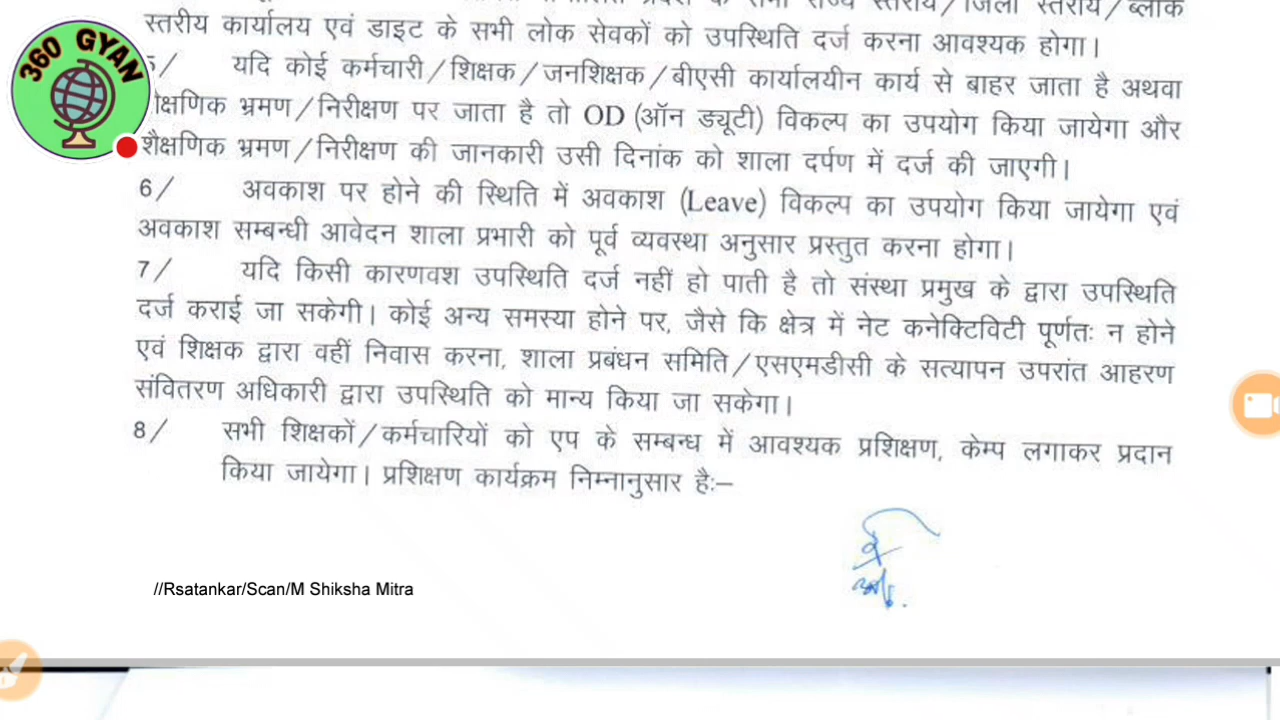 स्तरीय / जिला स्तरीय / ब्लाक
स्तरीय कार्यालय एवं डाइट के सभी लोक सेवकों को उपस्थिति दर्ज करना आवश्यक होगा।
360 GYAN
5/ यदि कोई कर्मचारी/शिक्षक/जनशिक्षक/बीएसी कार्यालयीन कार्य से बाहर जाता है अथवा
शैक्षणिक भ्रमण/निरीक्षण पर जाता है तो OD (ऑन ड्यूटी) विकल्प का उपयोग किया जायेगा और
शैक्षणिक भ्रमण/निरीक्षण की जानकारी उसी दिनांक को शाला दर्पण में दर्ज की जाएगी।
6/ अवकाश पर होने की स्थिति में अवकाश (Leave) विकल्प का उपयोग किया जायेगा एवं
अवकाश सम्बन्धी आवेदन शाला प्रभारी को पूर्व व्यवस्था अनुसार प्रस्तुत करना होगा।
7/ यदि किसी कारणवश उपस्थिति दर्ज नहीं हो पाती है तो संस्था प्रमुख के द्वारा उपस्थिति
दर्ज कराई जा सकेगी। कोई अन्य समस्या होने पर, जैसे कि क्षेत्र में नेट कनेक्टिविटी पूर्णतः न होने
एवं शिक्षक द्वारा वहीं निवास करना, शाला प्रबंधन समिति/एसएमडीसी के सत्यापन उपरांत आहरण
संवितरण अधिकारी द्वारा उपस्थिति को मान्य किया जा सकेगा।
8/ सभी शिक्षकों/कर्मचारियों को एप के सम्बन्ध में आवश्यक प्रशिक्षण, केम्प लगाकर प्रदान
किया जायेगा। प्रशिक्षण कार्यक्रम निम्नानुसार हैः–
//Rsatankar/Scan/M Shiksha Mitra